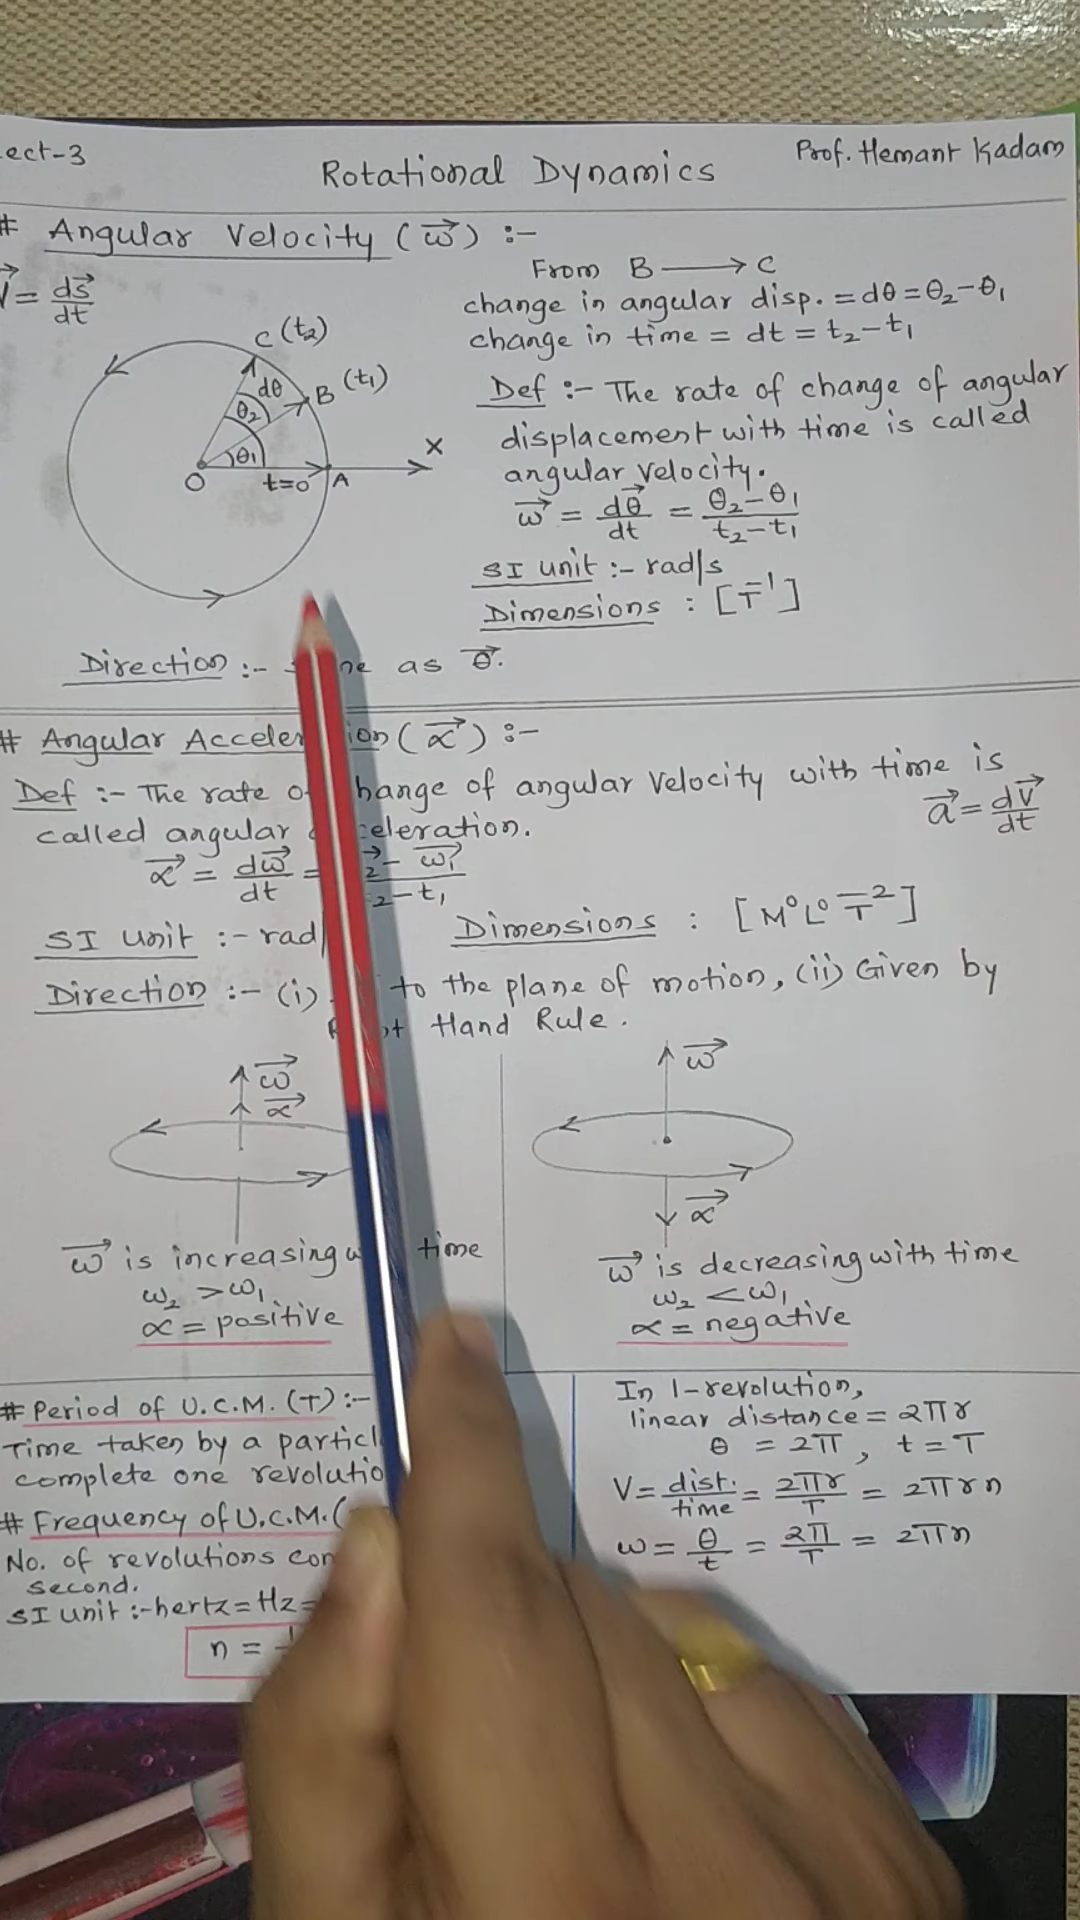 ect-3
Rotational Dynamics
Prof. Hemant Kadam
# Angular Velocity (ω⃗) :-
V⃗ = ds⃗/dt
From B ⟶ C
change in angular disp. = dθ = θ₂-θ₁
change in time = dt = t₂-t₁
C (t₂)
dθ
B (t₁)
θ₂
θ₁
O
t=0
A
X
Def :- The rate of change of angular
displacement with time is called
angular velocity.
ω⃗ = dθ⃗/dt = θ₂-θ₁/t₂-t₁
SI unit :- rad/s
Dimensions : [T⁻¹]
Direction :- as θ⃗.
# Angular Acceler ion (α⃗) :-
Def :- The rate o hange of angular velocity with time is
called angular celeration.
a⃗ = dV⃗/dt
α⃗ = dω⃗/dt = ₂⃗ - ω₁⃗/₂-t₁
SI unit :- rad/
Dimensions : [M⁰L⁰T⁻²]
Direction :- (i) to the plane of motion, (ii) Given by
R t Hand Rule.
ω⃗
α⃗
ω⃗ is increasing w time
ω₂ > ω₁
α = positive
ω⃗
α⃗
ω⃗ is decreasing with time
ω₂ < ω₁
α = negative
# Period of U.C.M. (T) :-
Time taken by a particl
complete one revolutio
# Frequency of U.C.M. (
No. of revolutions com
second.
SI unit :- hertz = Hz =
n =
In 1-revolution,
linear distance = 2πr
θ = 2π, t = T
V = dist./time = 2πr/T = 2πrn
ω = θ/t = 2π/T = 2πn